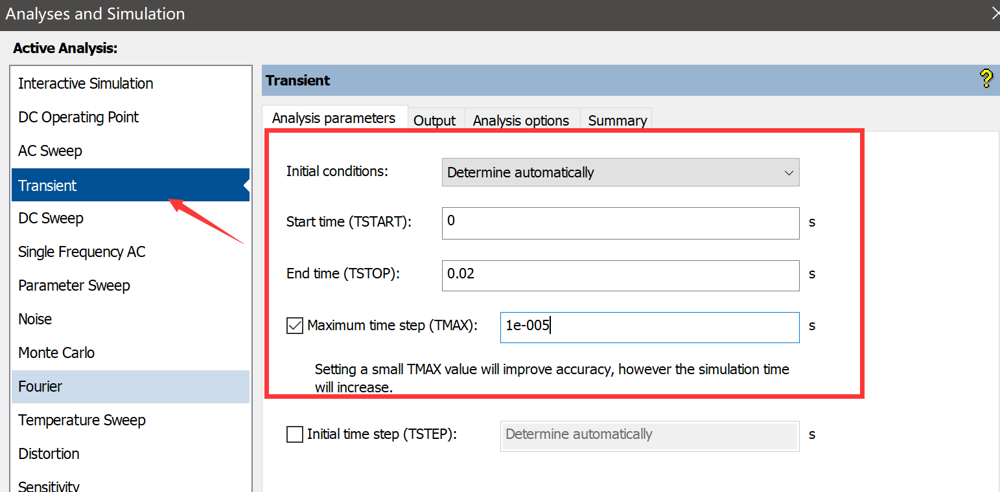 Analyses and Simulation
Active Analysis:
Interactive Simulation
DC Operating Point
AC Sweep
Transient
DC Sweep
Single Frequency AC
Parameter Sweep
Noise
Monte Carlo
Fourier
Temperature Sweep
Distortion
Sensitivity
Transient
Analysis parameters Output Analysis options Summary
Initial conditions: Determine automatically
Start time (TSTART): 0 s
End time (TSTOP): 0.02 s
Maximum time step (TMAX): 1e-005 s
Setting a small TMAX value will improve accuracy, however the simulation time
will increase.
Initial time step (TSTEP): Determine automatically s